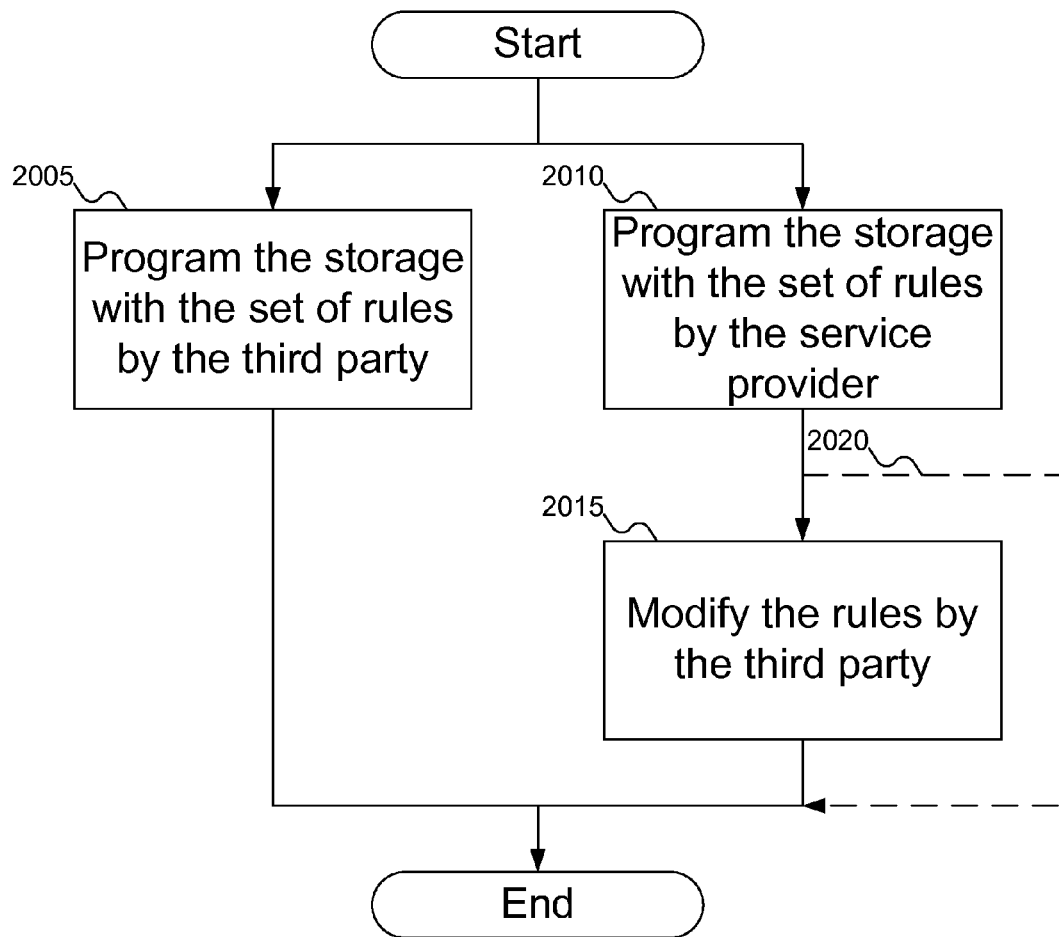 Start
2005
2010
Program the storage
with the set of rules
by the third party
Program the storage
with the set of rules
by the service
provider
2020
2015
Modify the rules by
the third party
End